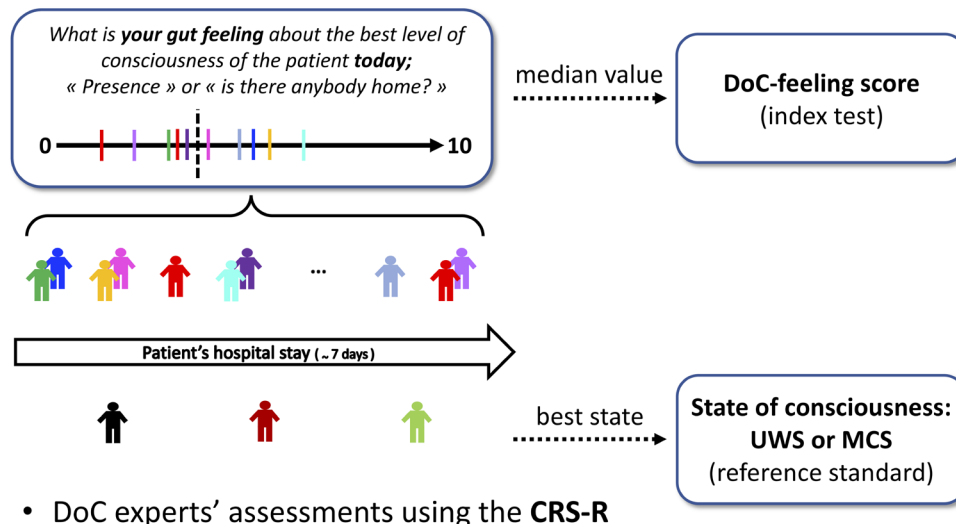 What is your gut feeling about the best level of
consciousness of the patient today;
« Presence » or « is there anybody home? »
0
10
median value
DoC-feeling score
(index test)
...
Patient's hospital stay ( ~ 7 days )
best state
State of consciousness:
UWS or MCS
(reference standard)
• DoC experts' assessments using the CRS-R